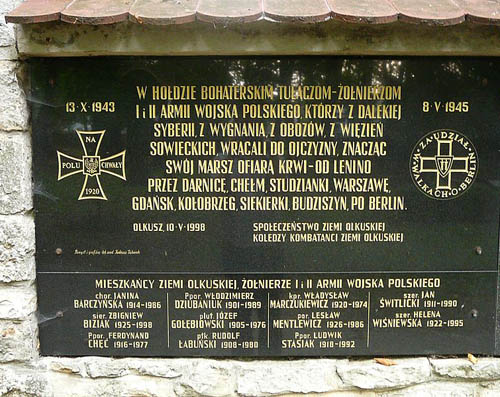 13·X·1943
8·V·1945
W HOŁDZIE BOHATERSKIM TUŁACZOM-ŻOŁNIERZOM
I i II ARMII WOJSKA POLSKIEGO, KTÓRZY Z DALEKIEJ
SYBERII, Z WYGNANIA, Z OBOZÓW, Z WIĘZIEŃ
SOWIECKICH, WRACALI DO OJCZYZNY, ZNACZĄC
SWÓJ MARSZ OFIARĄ KRWI-OD LENINO
PRZEZ DARNICĘ, CHEŁM, STUDZIANKI, WARSZAWĘ,
GDAŃSK, KOŁOBRZEG, SIEKIERKI, BUDZISZYN, PO BERLIN.
NA
POLU CHWAŁY
1920
ZA UDZIAŁ
W WALKACH O BERLIN
OLKUSZ, 10·V·1998
SPOŁECZEŃSTWO ZIEMI OLKUSKIEJ
KOLEDZY KOMBATANCI ZIEMI OLKUSKIEJ
MIESZKAŃCY ZIEMI OLKUSKIEJ, ŻOŁNIERZE I i II ARMII WOJSKA POLSKIEGO
chor. JANINA
BARCZYŃSKA 1914-1986
sier. ZBIGNIEW
BIZIAK 1925-1998
Ppor. FERDYNAND
CHEĆ 1916-1977
Ppor. WŁODZIMIERZ
DZIUBANIUK 1901-1989
plut. JÓZEF
GOŁĘBIOWSKI 1905-1976
płk RUDOLF
ŁABUŃSKI 1908-1980
kpr. WŁADYSŁAW
MARCZUKIEWICZ 1920-1974
por. LESŁAW
MENTLEWICZ 1926-1986
Ppor. LUDWIK
STASIAK 1918-1992
szer. JAN
ŚWITLICKI 1911-1990
szer. HELENA
WIŚNIEWSKA 1922-1995